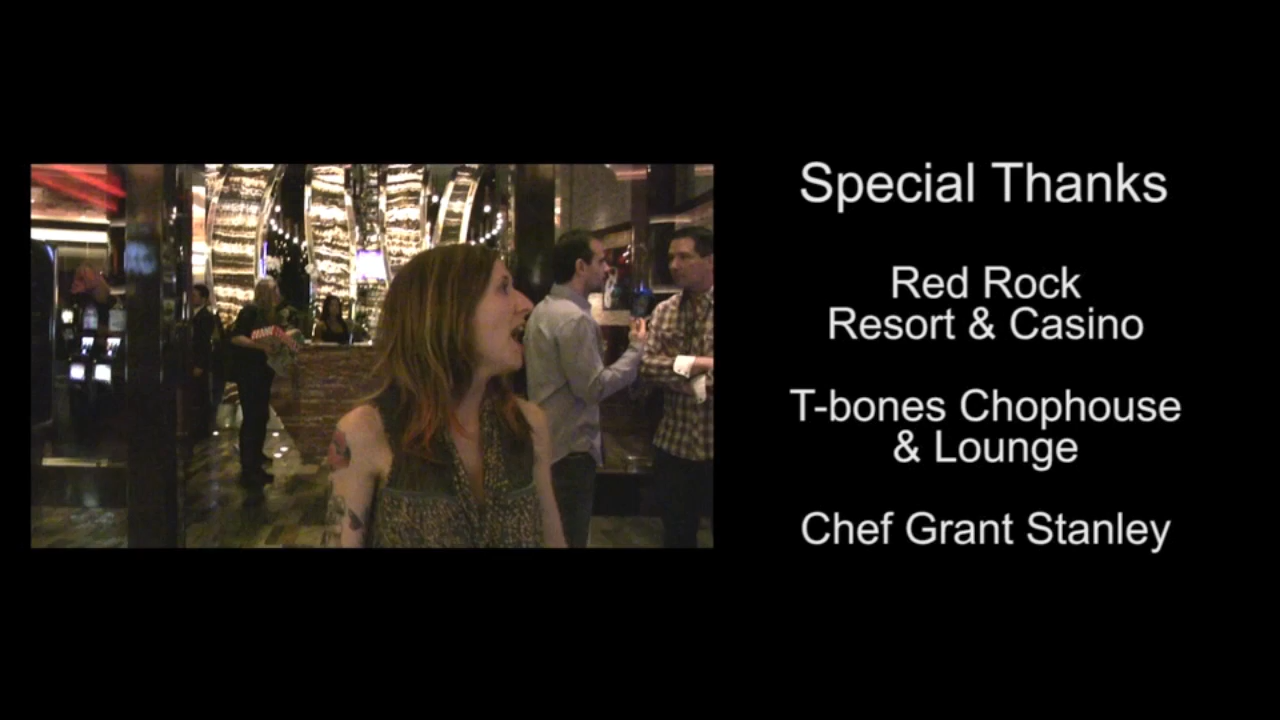 Special Thanks
Red Rock
Resort & Casino
T-bones Chophouse
& Lounge
Chef Grant Stanley